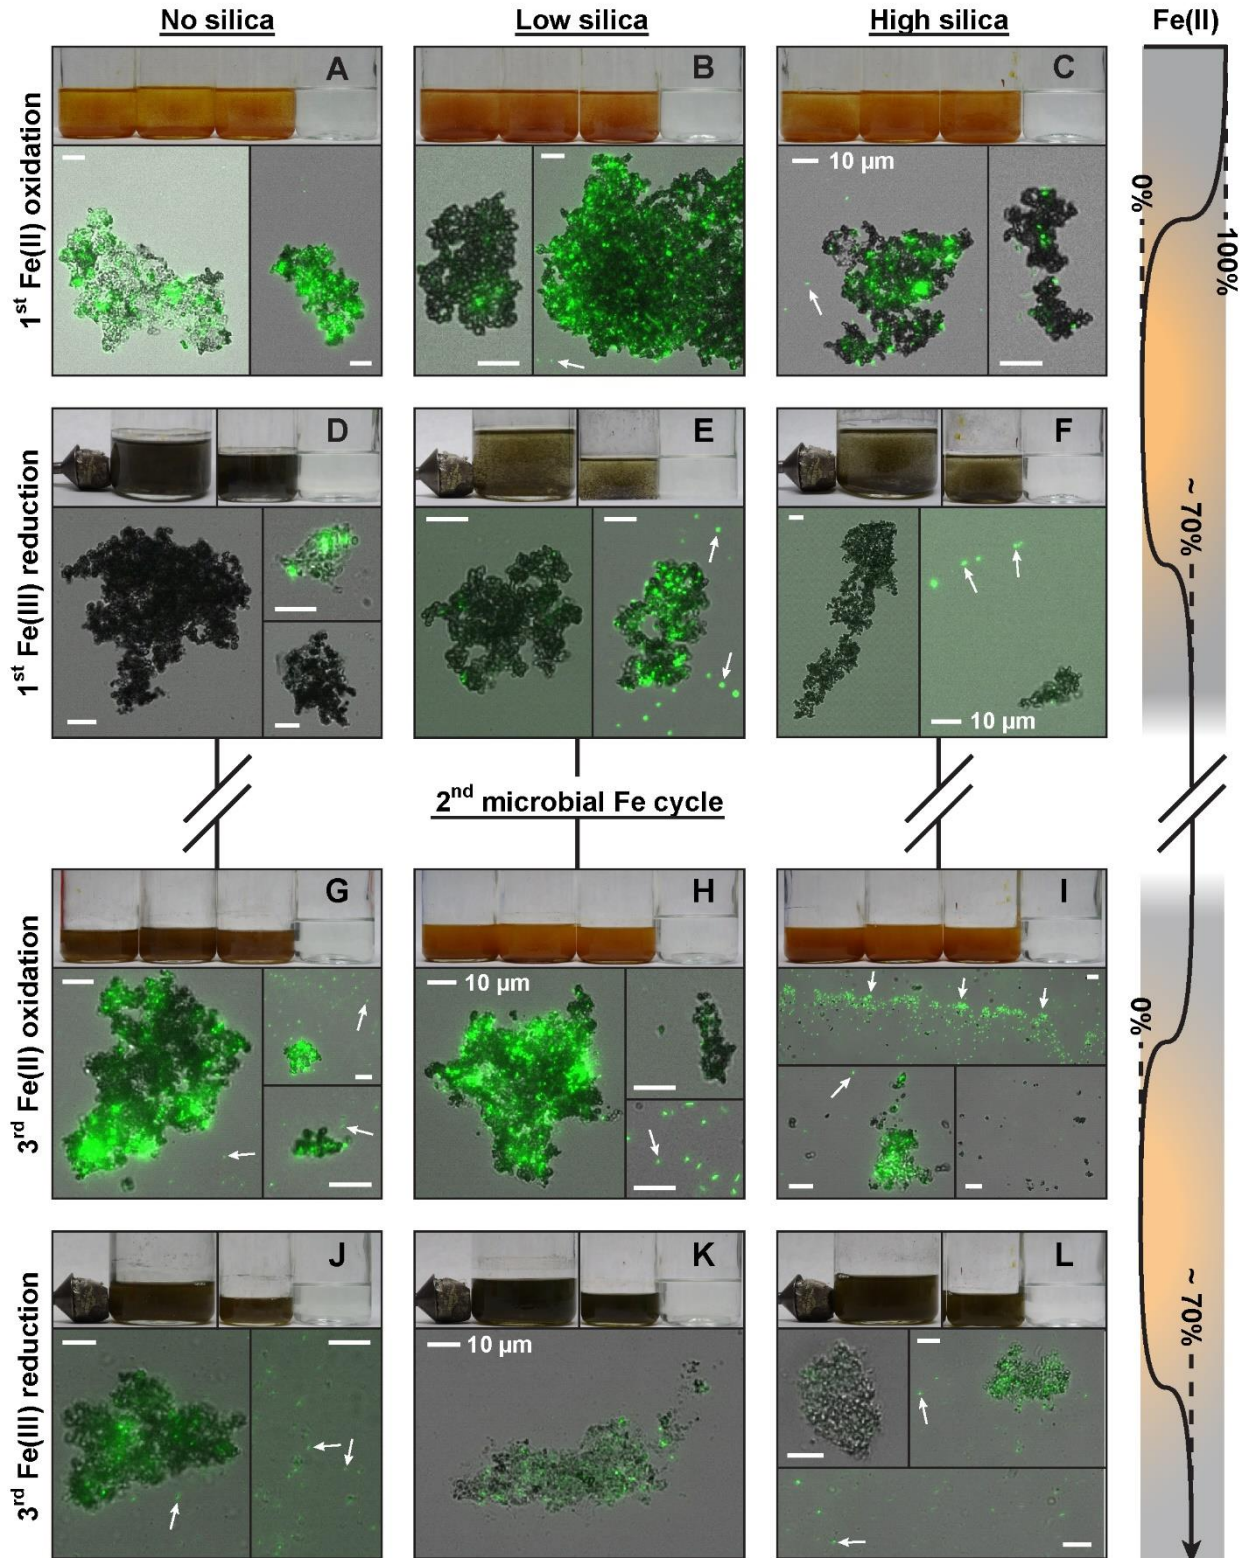 No silica
Low silica
High silica
Fe(II)
1st Fe(II) oxidation
A
B
C
10 µm
0%
100%
1st Fe(III) reduction
D
E
F
10 µm
~ 70%
2nd microbial Fe cycle
3rd Fe(II) oxidation
G
H
I
10 µm
0%
3rd Fe(III) reduction
J
K
L
10 µm
~ 70%